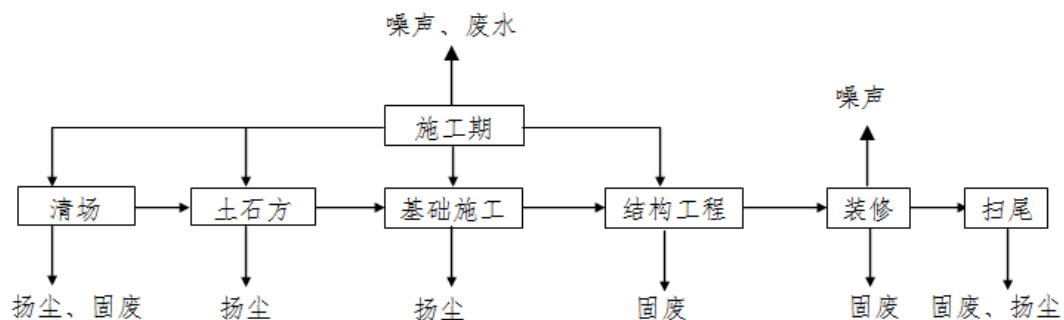 噪声、废水
噪声
施工期
清场
土石方
基础施工
结构工程
装修
扫尾
扬尘、固废
扬尘
扬尘
固废
固废
固废、扬尘